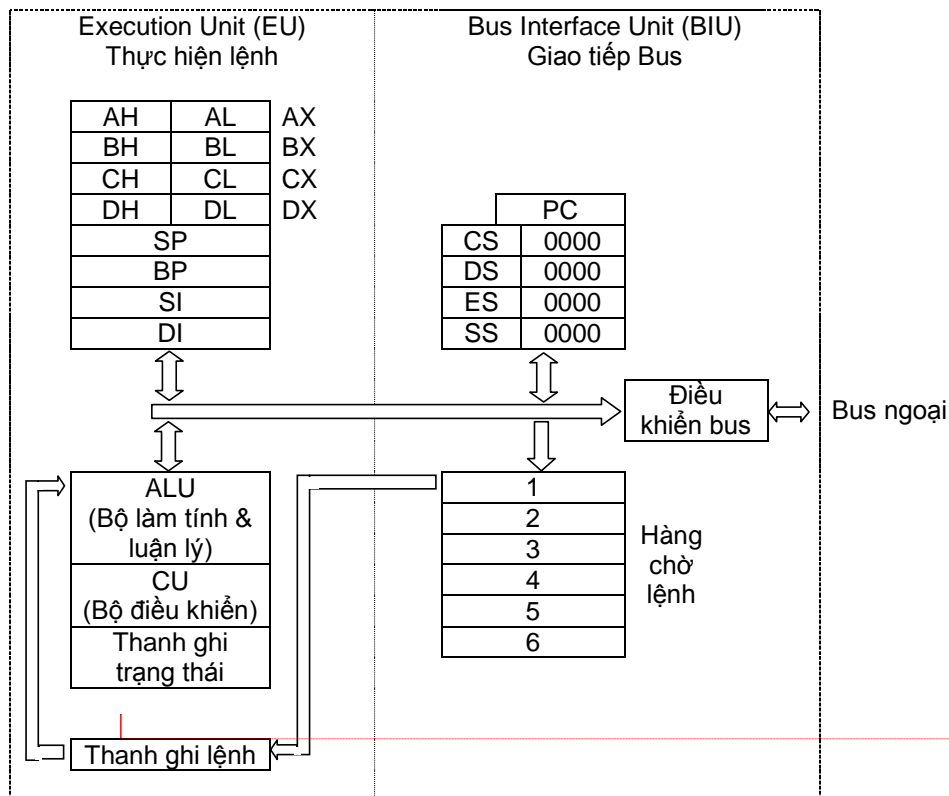 Execution Unit (EU)
Thực hiện lệnh
Bus Interface Unit (BIU)
Giao tiếp Bus
AH AL AX
BH BL BX
CH CL CX
DH DL DX
SP
BP
SI
DI
PC
CS 0000
DS 0000
ES 0000
SS 0000
Điều
khiển bus
Bus ngoại
ALU
(Bộ làm tính &
luận lý)
CU
(Bộ điều khiển)
Thanh ghi
trạng thái
1
2
3
4
5
6
Hàng
chờ
lệnh
Thanh ghi lệnh